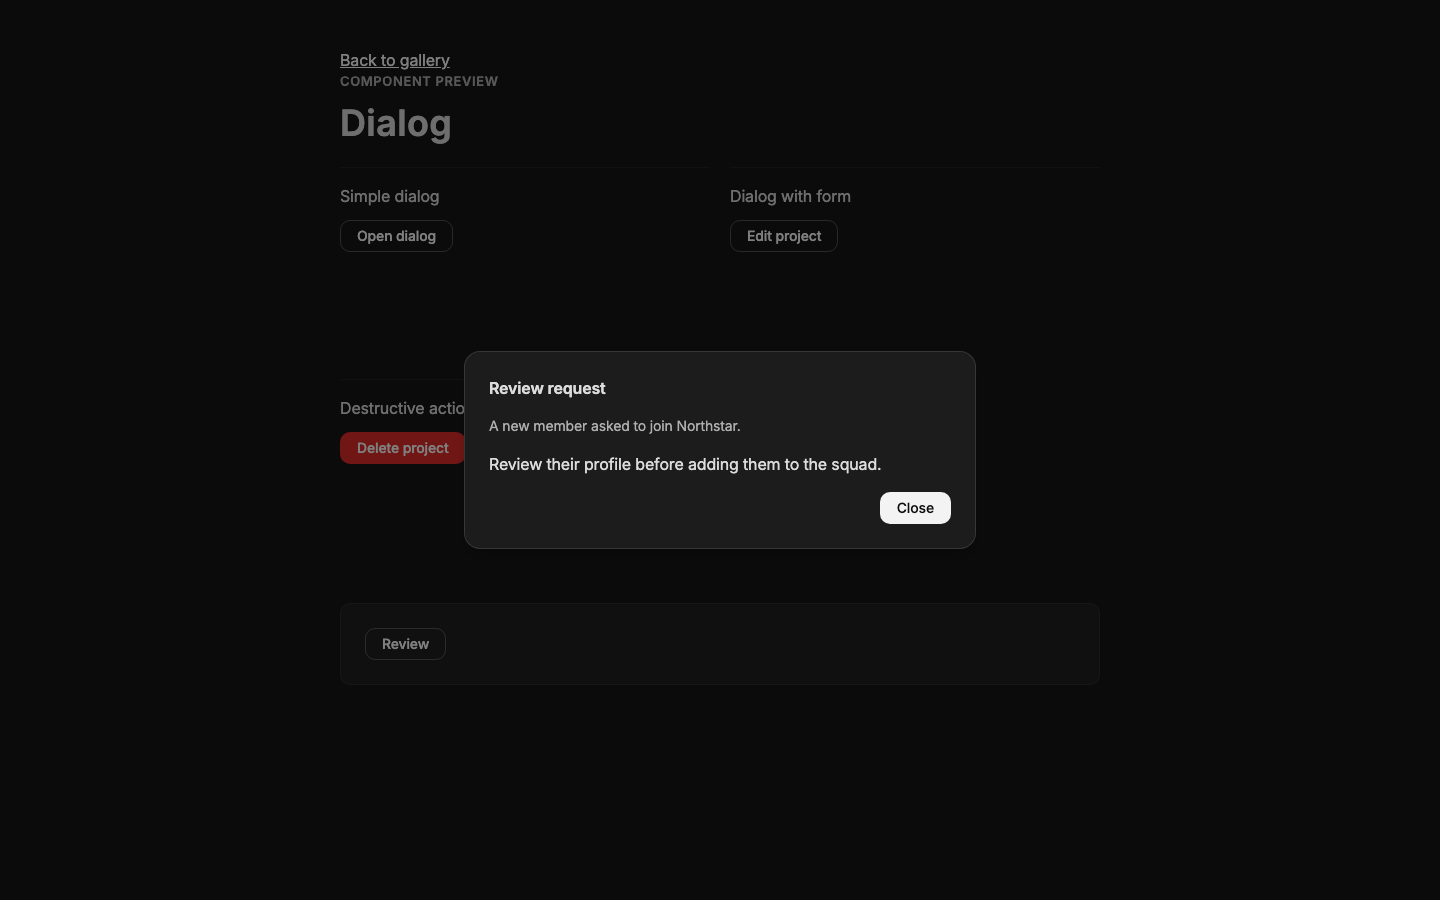 Back to gallery
COMPONENT PREVIEW
Dialog
Simple dialog
Dialog with form
Open dialog
Edit project
Destructive actio
Delete project
Review request
A new member asked to join Northstar.
Review their profile before adding them to the squad.
Close
Review